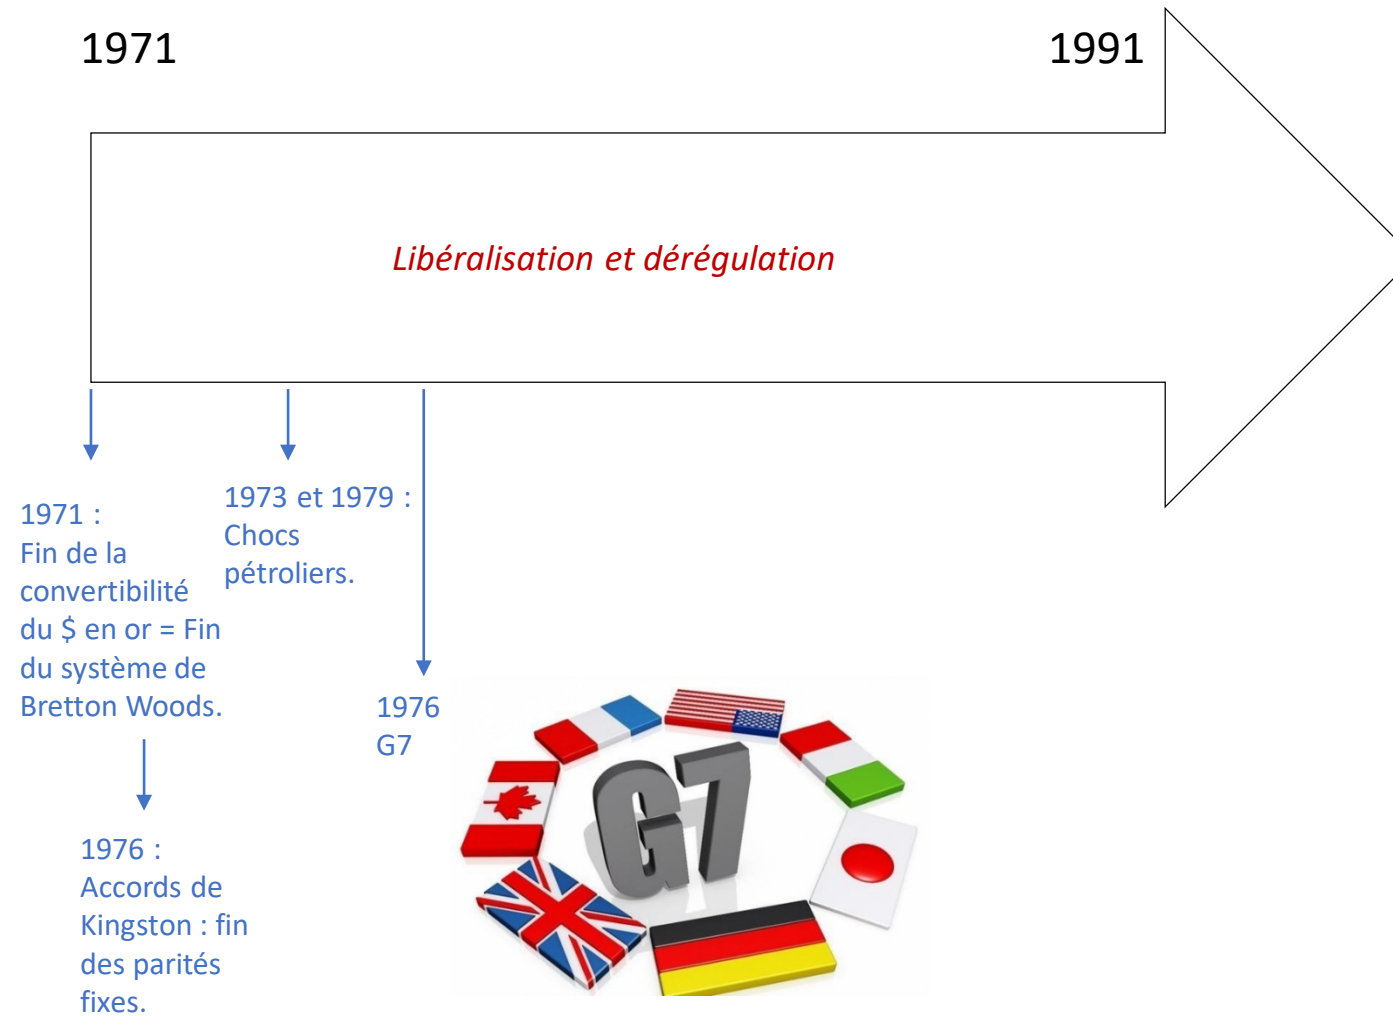 1971
1991
Libéralisation et dérégulation
1971 :
Fin de la
convertibilité
du $ en or = Fin
du système de
Bretton Woods.
1973 et 1979 :
Chocs
pétroliers.
1976
G7
G7
1976 :
Accords de
Kingston : fin
des parités
fixes.